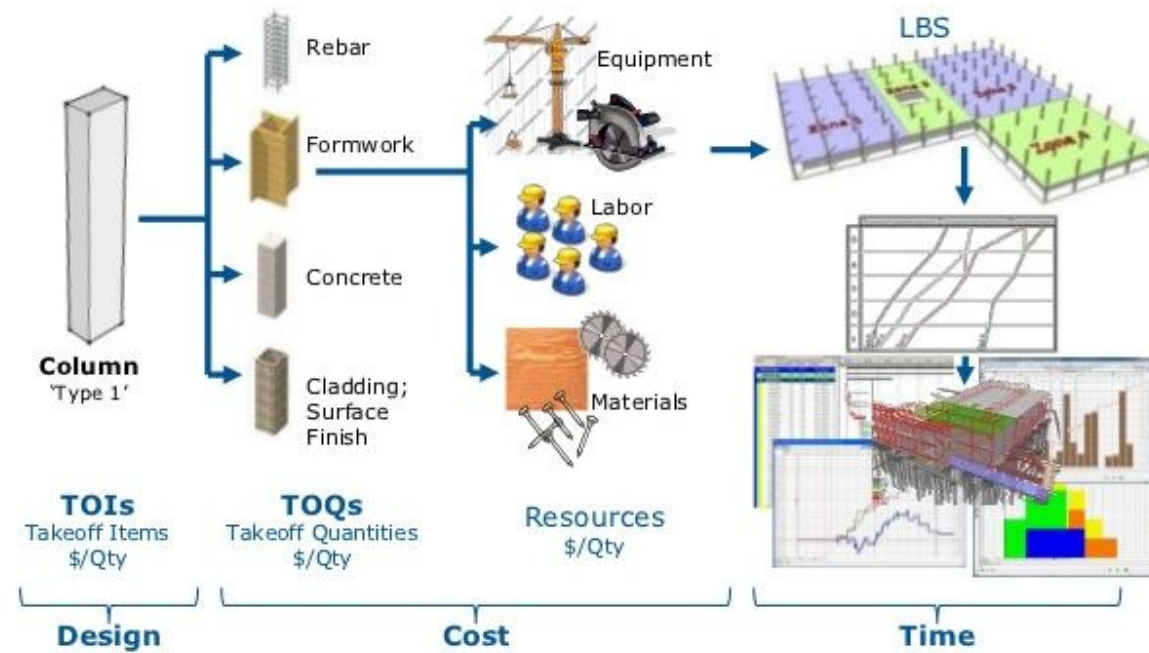 LBS
Rebar
Equipment
Formwork
Labor
Concrete
Column
'Type 1'
Cladding;
Surface
Finish
Materials
Zone A
TOIs
Takeoff Items
$/Qty
TOQs
Takeoff Quantities
$/Qty
Resources
$/Qty
Design
Cost
Time